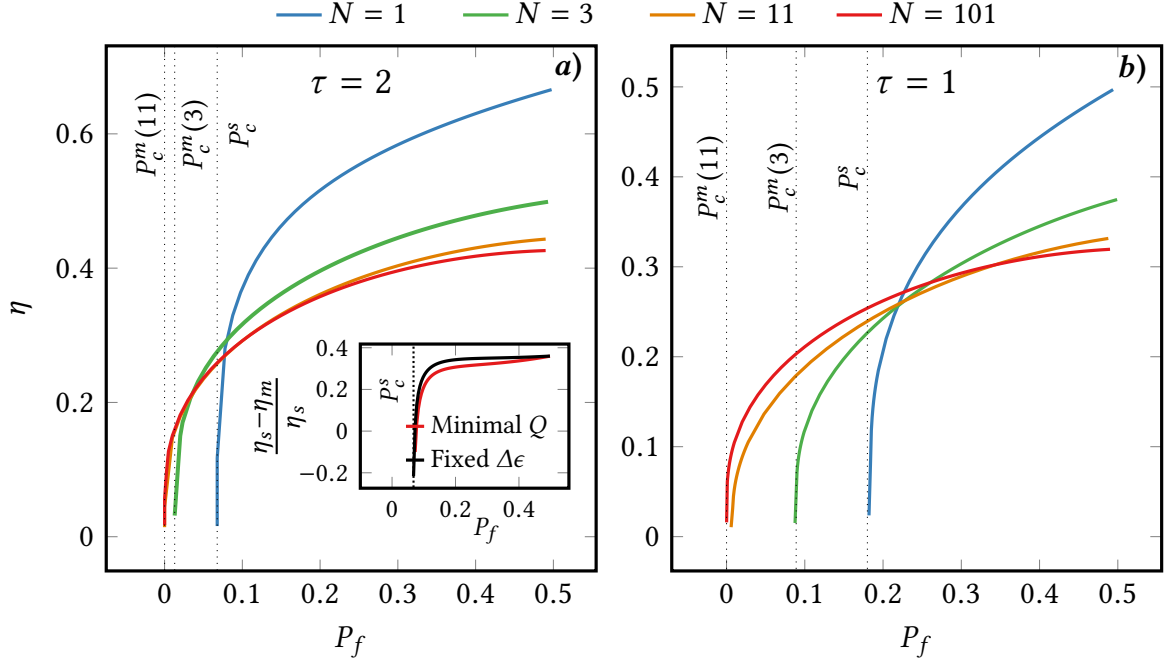 N = 1 N = 3 N = 11 N = 101
a)
τ = 2
P_c^m(11)
P_c^m(3)
P_c^s
η
0.6
0.4
0.2
0
0 0.1 0.2 0.3 0.4 0.5
P_f
0.4
0.2
0
−0.2
0 0.2 0.4
P_f
(η_s−η_m)/η_s
P_c^s
Minimal Q
Fixed Δϵ
b)
τ = 1
P_c^m(11)
P_c^m(3)
P_c^s
0.5
0.4
0.3
0.2
0.1
0
0 0.1 0.2 0.3 0.4 0.5
P_f